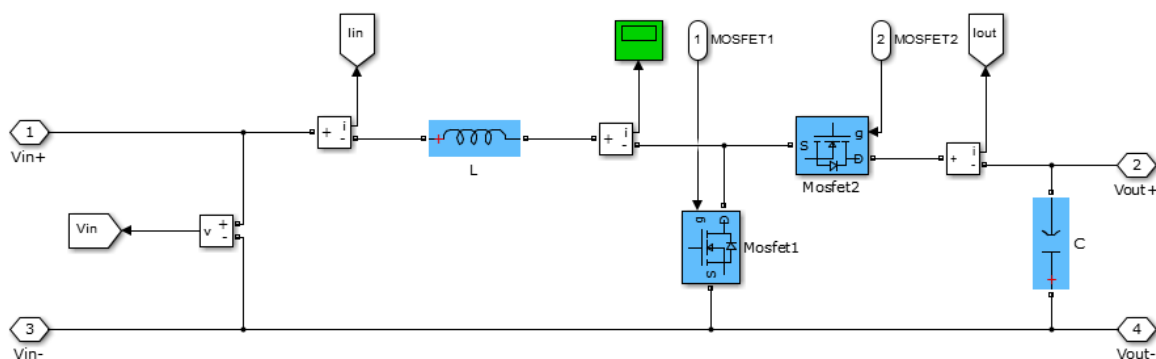 Iin
1
MOSFET1
2
MOSFET2
Iout
1
Vin+
+
i
-
+
L
+
i
-
S
g
D
Mosfet2
+
i
-
2
Vout+
Vin
v
+
-
g
D
S
Mosfet1
C
+
3
Vin-
4
Vout-